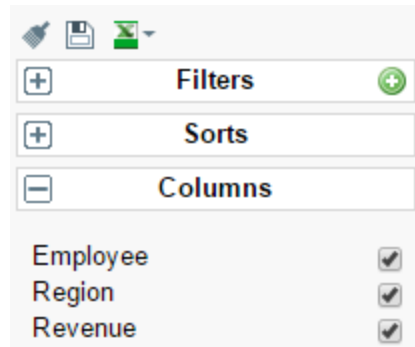 Filters
Sorts
Columns
Employee
Region
Revenue